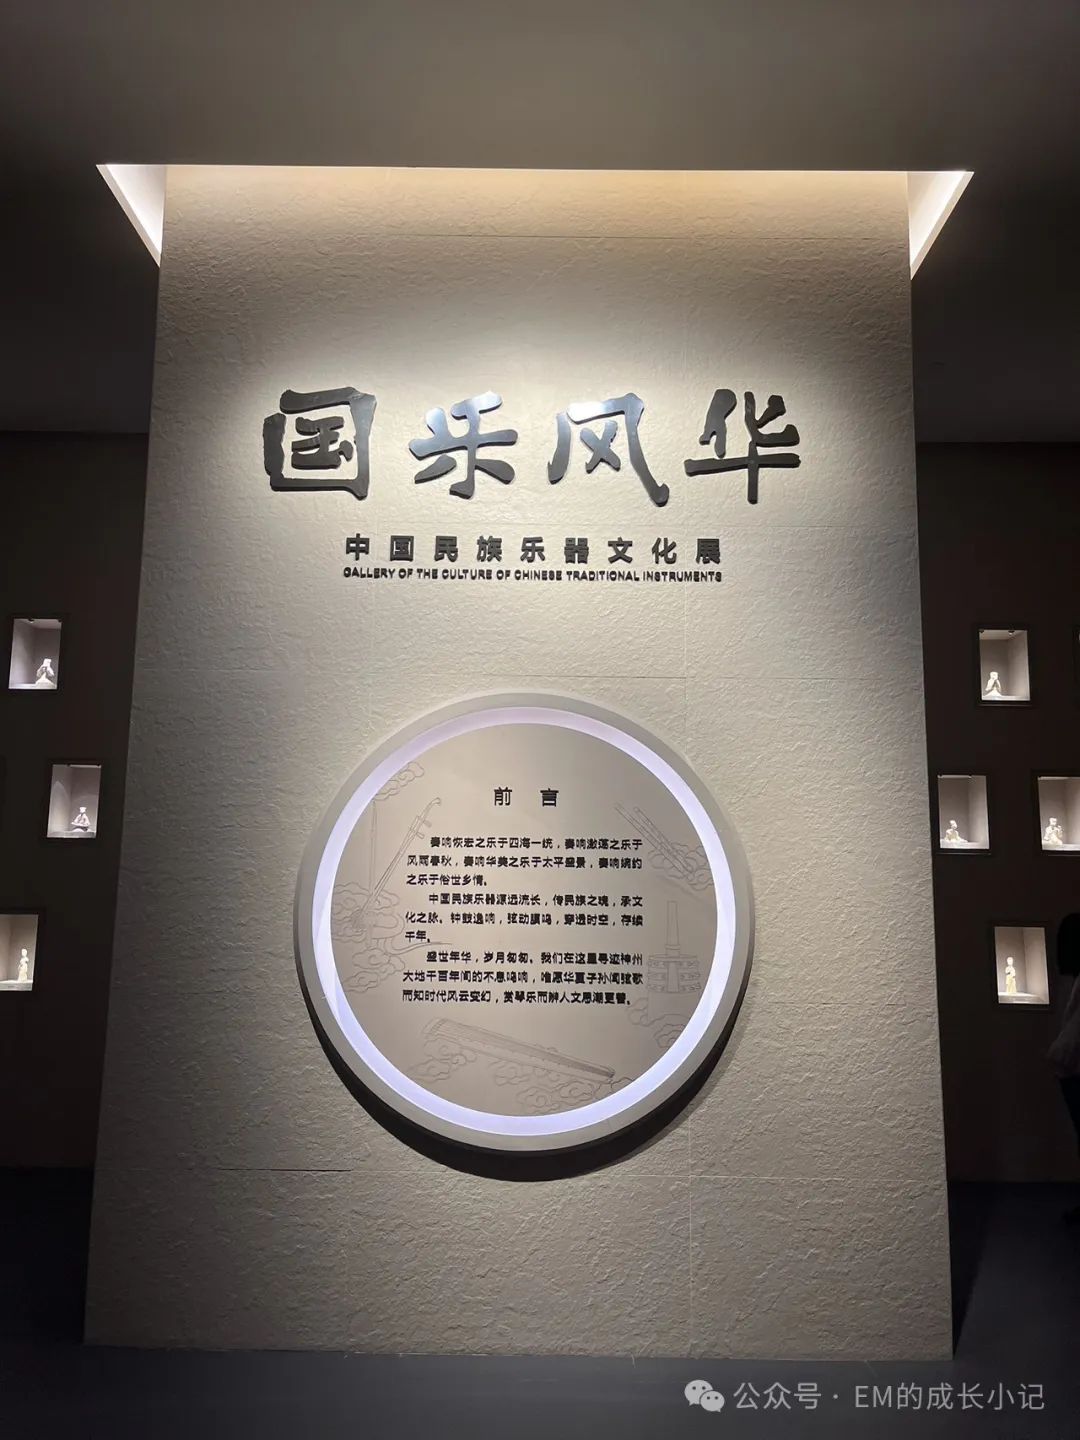 国乐风华
中国民族乐器文化展
GALLERY OF THE CULTURE OF CHINESE TRADITIONAL INSTRUMENTS
前言
奏响恢宏之乐于四海一统，奏响激荡之乐于
风雨春秋，奏响华美之乐于太平盛景，奏响婉约
之乐于俗世乡情。
中国民族乐器源远流长，传民族之魂，承文
化之脉。钟鼓逸响，弦动膜鸣，穿透时空，存续
千年。
盛世年华，岁月匆匆。我们在这里寻迹神州
大地千百年间的不息鸣响，唯愿华夏子孙闻弦歌
而知时代风云变幻，赏琴乐而辨人文思潮更替。
公众号·EM的成长小记